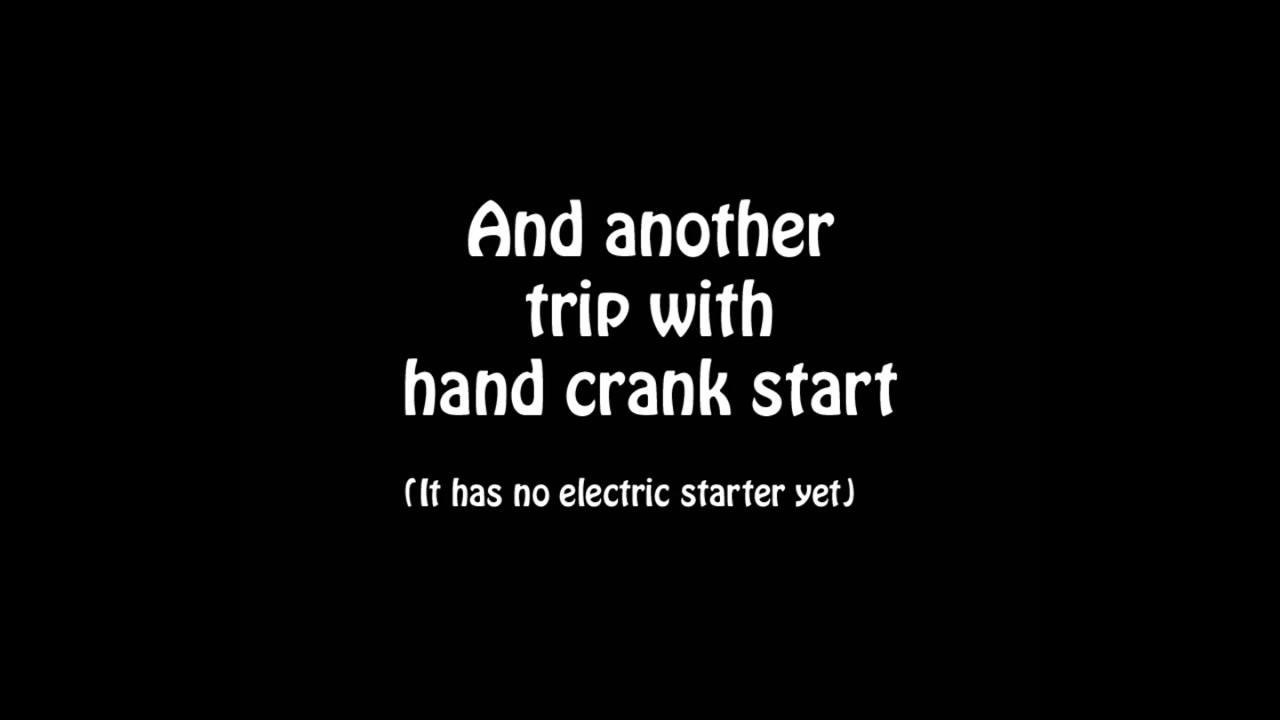 And another
trip with
hand crank start
(It has no electric starter yet)